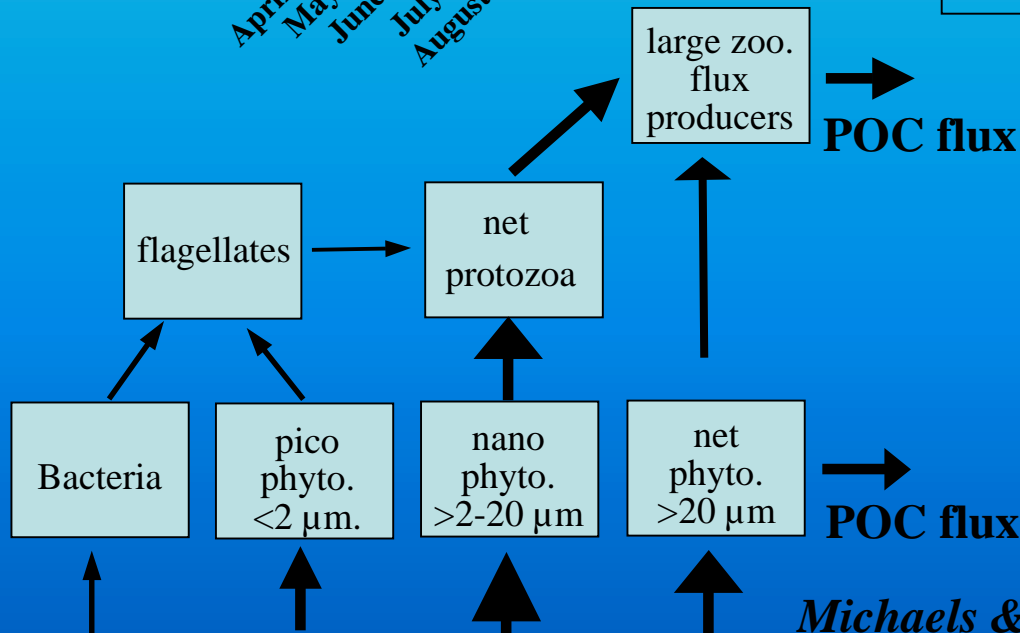 April
May
June
July
August
large zoo.
flux
producers
POC flux
flagellates
net
protozoa
Bacteria
pico
phyto.
<2 µm.
nano
phyto.
>2-20 µm
net
phyto.
>20 µm
POC flux
Michaels &